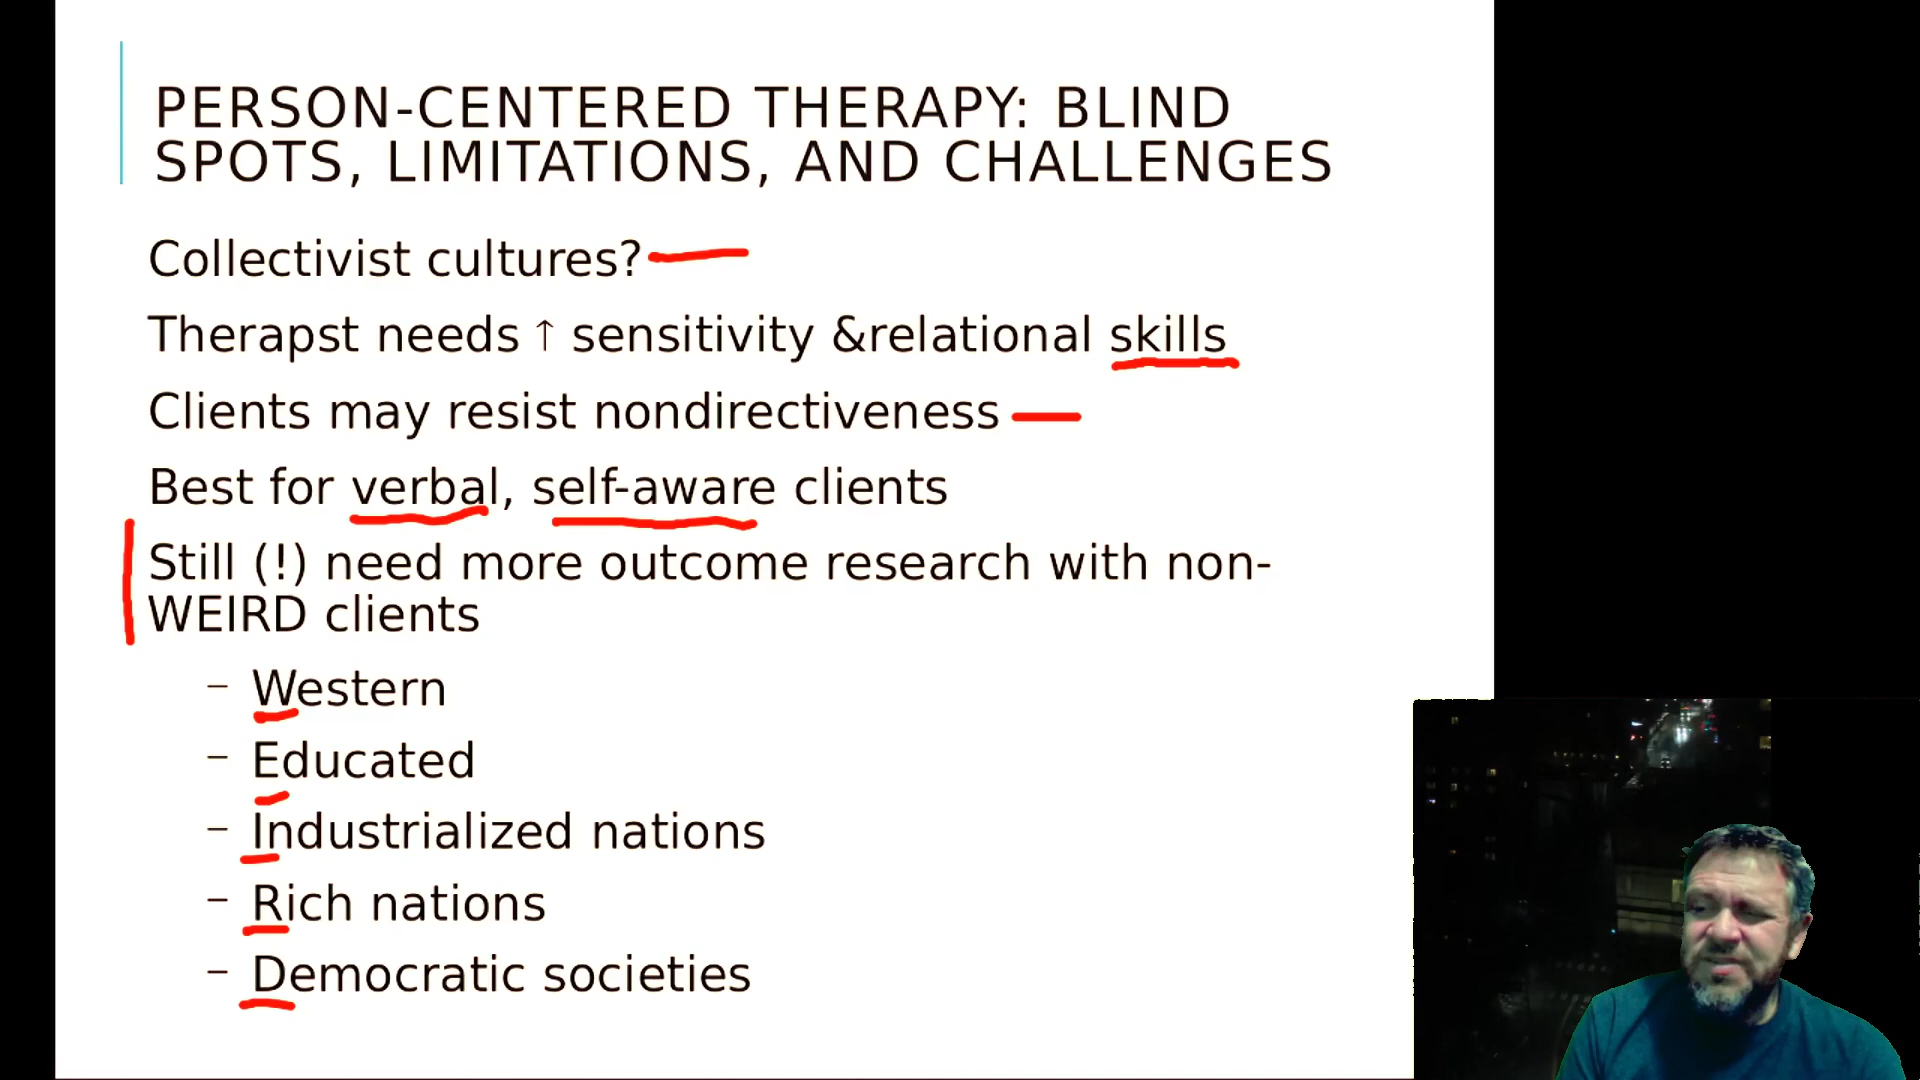 PERSON-CENTERED THERAPY: BLIND
SPOTS, LIMITATIONS, AND CHALLENGES
Collectivist cultures?
Therapst needs ↑ sensitivity &relational skills
Clients may resist nondirectiveness
Best for verbal, self-aware clients
Still (!) need more outcome research with non-
WEIRD clients
– Western
– Educated
– Industrialized nations
– Rich nations
– Democratic societies